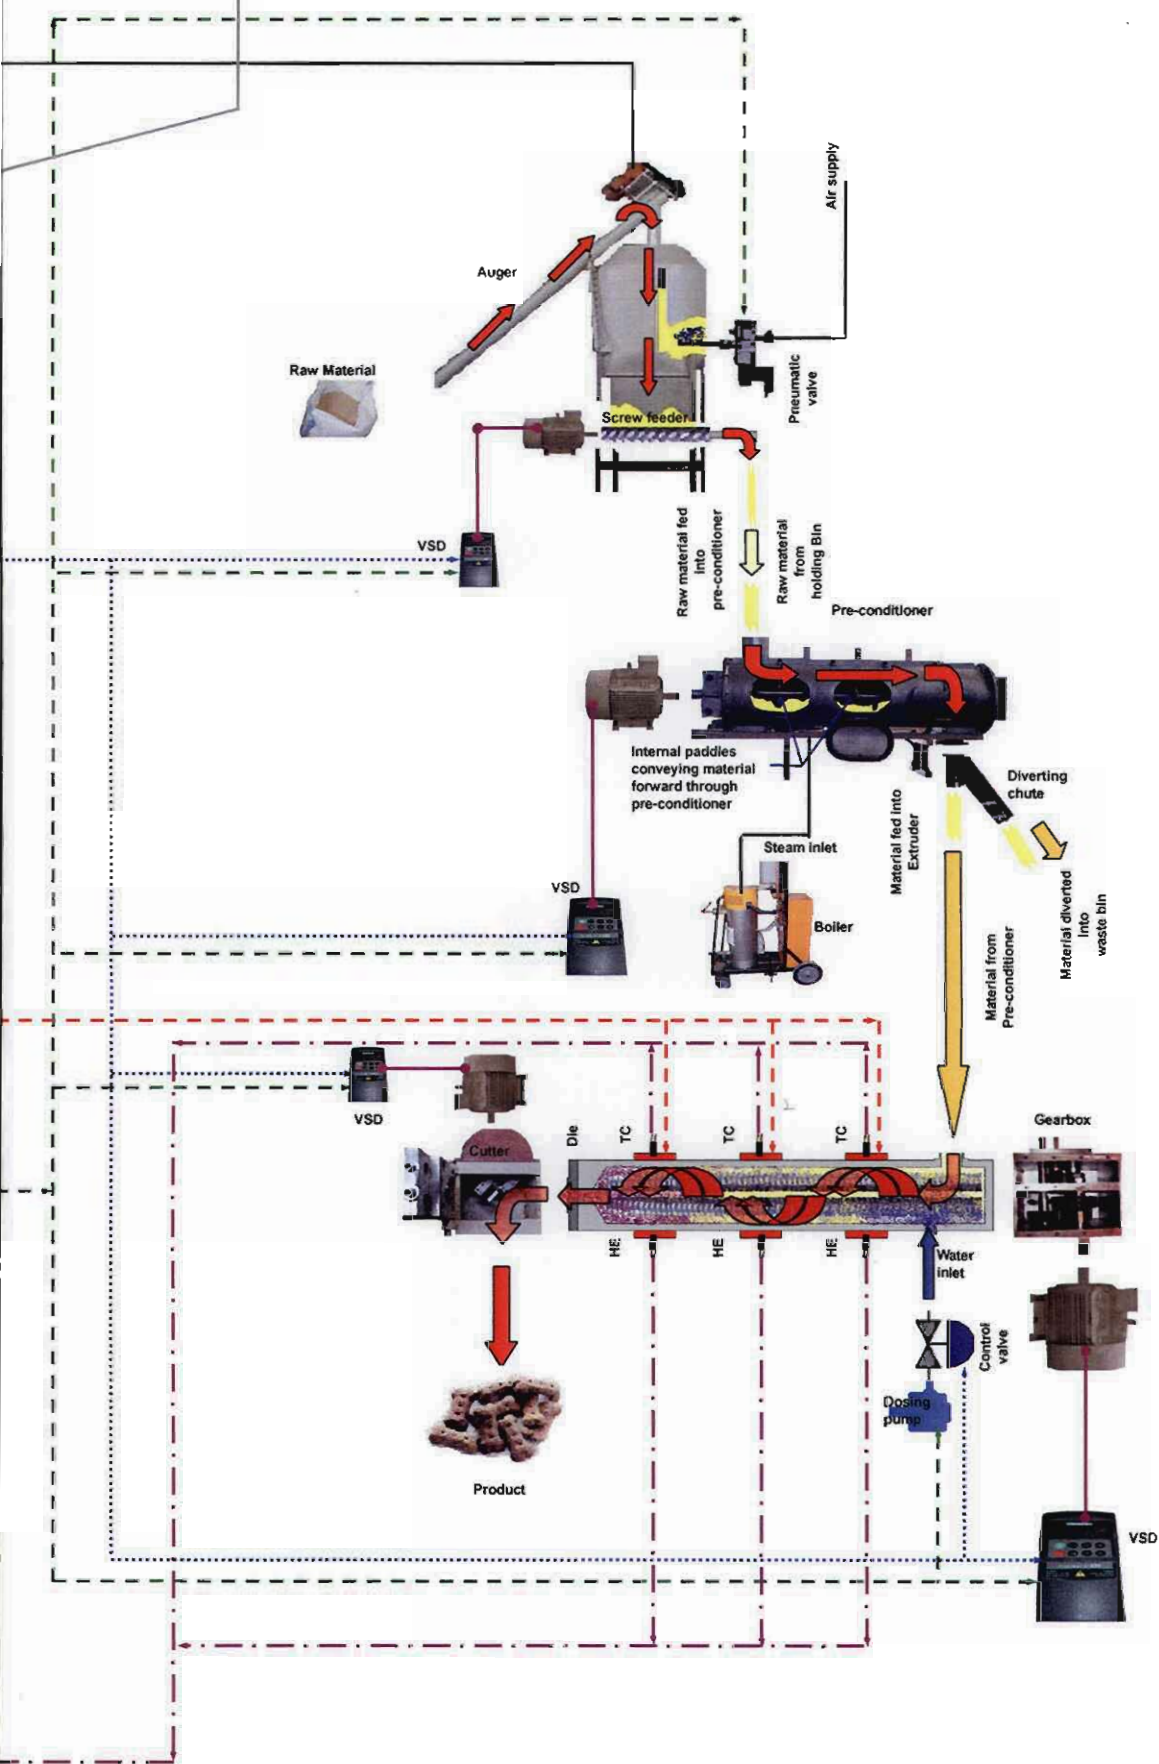 Air supply
Auger
Raw Material
Pneumatic
valve
Screw feeder
VSD
Raw material fed
into
pre-conditioner
Raw material
from
holding Bin
Pre-conditioner
Internal paddles
conveying material
forward through
pre-conditioner
Diverting
chute
Material fed into
Extruder
Steam inlet
VSD
Boiler
Material diverted
into
waste bin
Material from
Pre-conditioner
VSD
Cutter
Die
TC
TC
TC
Gearbox
HE
HE
HE
Water
inlet
Control
valve
Dosing
pump
Product
VSD